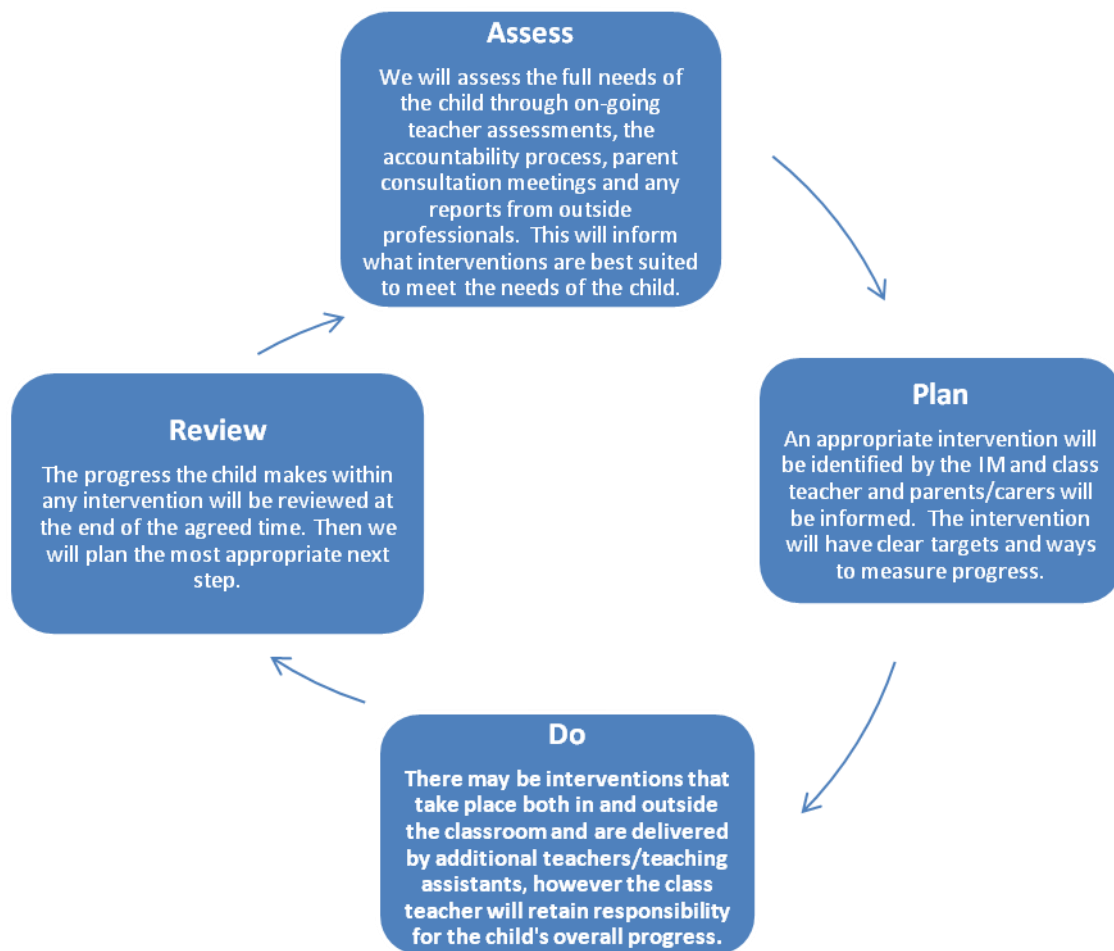 Assess
We will assess the full needs of
the child through on-going
teacher assessments, the
accountability process, parent
consultation meetings and any
reports from outside
professionals.  This will inform
what interventions are best suited
to meet the needs of the child.
Plan
An appropriate intervention will
be identified by the IM and class
teacher and parents/carers will
be informed.  The intervention
will have clear targets and ways
to measure progress.
Do
There may be interventions that
take place both in and outside
the classroom and are delivered
by additional teachers/teaching
assistants, however the class
teacher will retain responsibility
for the child's overall progress.
Review
The progress the child makes within
any intervention will be reviewed at
the end of the agreed time. Then we
will plan the most appropriate next
step.